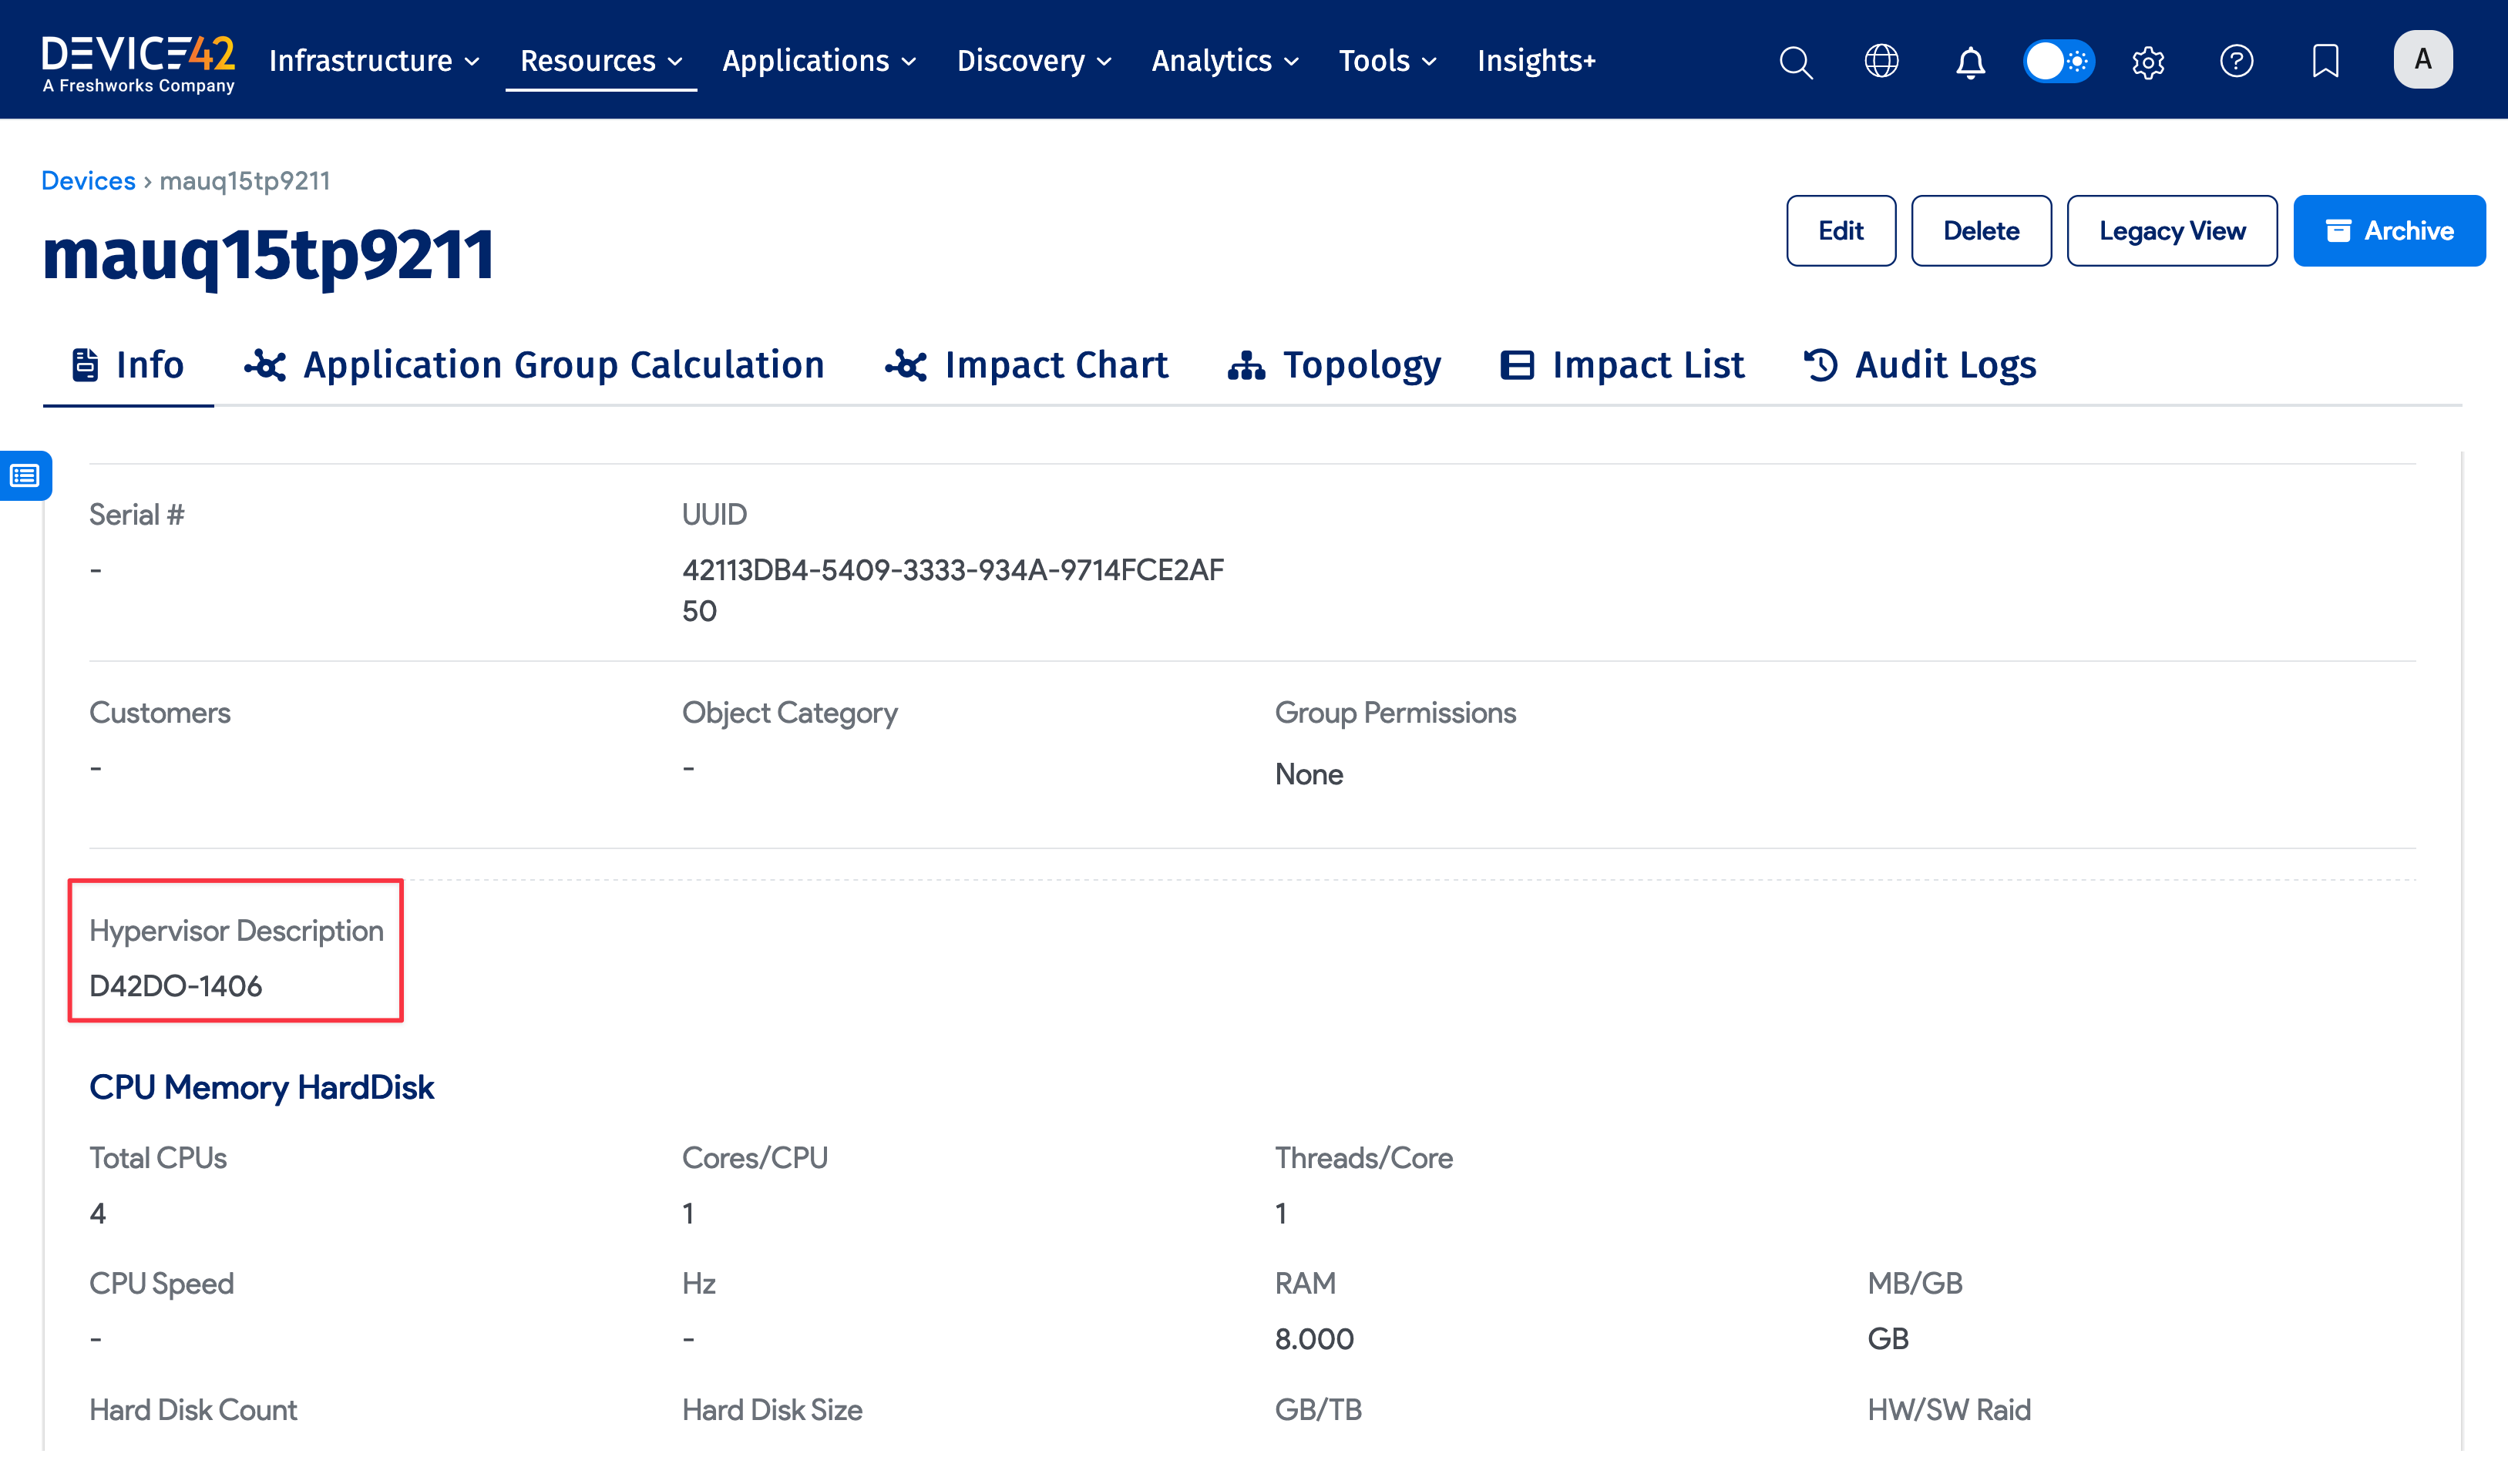 DEVICE42
A Freshworks Company
Infrastructure
Resources
Applications
Discovery
Analytics
Tools
Insights+
A
Devices › mauq15tp9211
mauq15tp9211
Edit
Delete
Legacy View
Archive
Info
Application Group Calculation
Impact Chart
Topology
Impact List
Audit Logs
Serial #
UUID
-
42113DB4-5409-3333-934A-9714FCE2AF
50
Customers
Object Category
Group Permissions
-
-
None
Hypervisor Description
D42DO-1406
CPU Memory HardDisk
Total CPUs
Cores/CPU
Threads/Core
4
1
1
CPU Speed
Hz
RAM
MB/GB
-
-
8.000
GB
Hard Disk Count
Hard Disk Size
GB/TB
HW/SW Raid